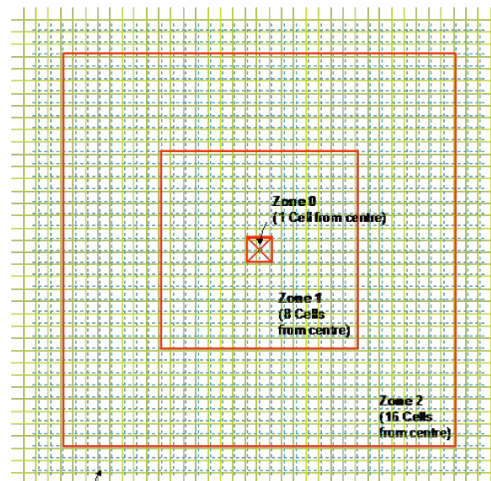 Zone 0
(1 Cell from centre)
Zone 1
(8 Cells
from centre)
Zone 2
(16 Cells
from centre)